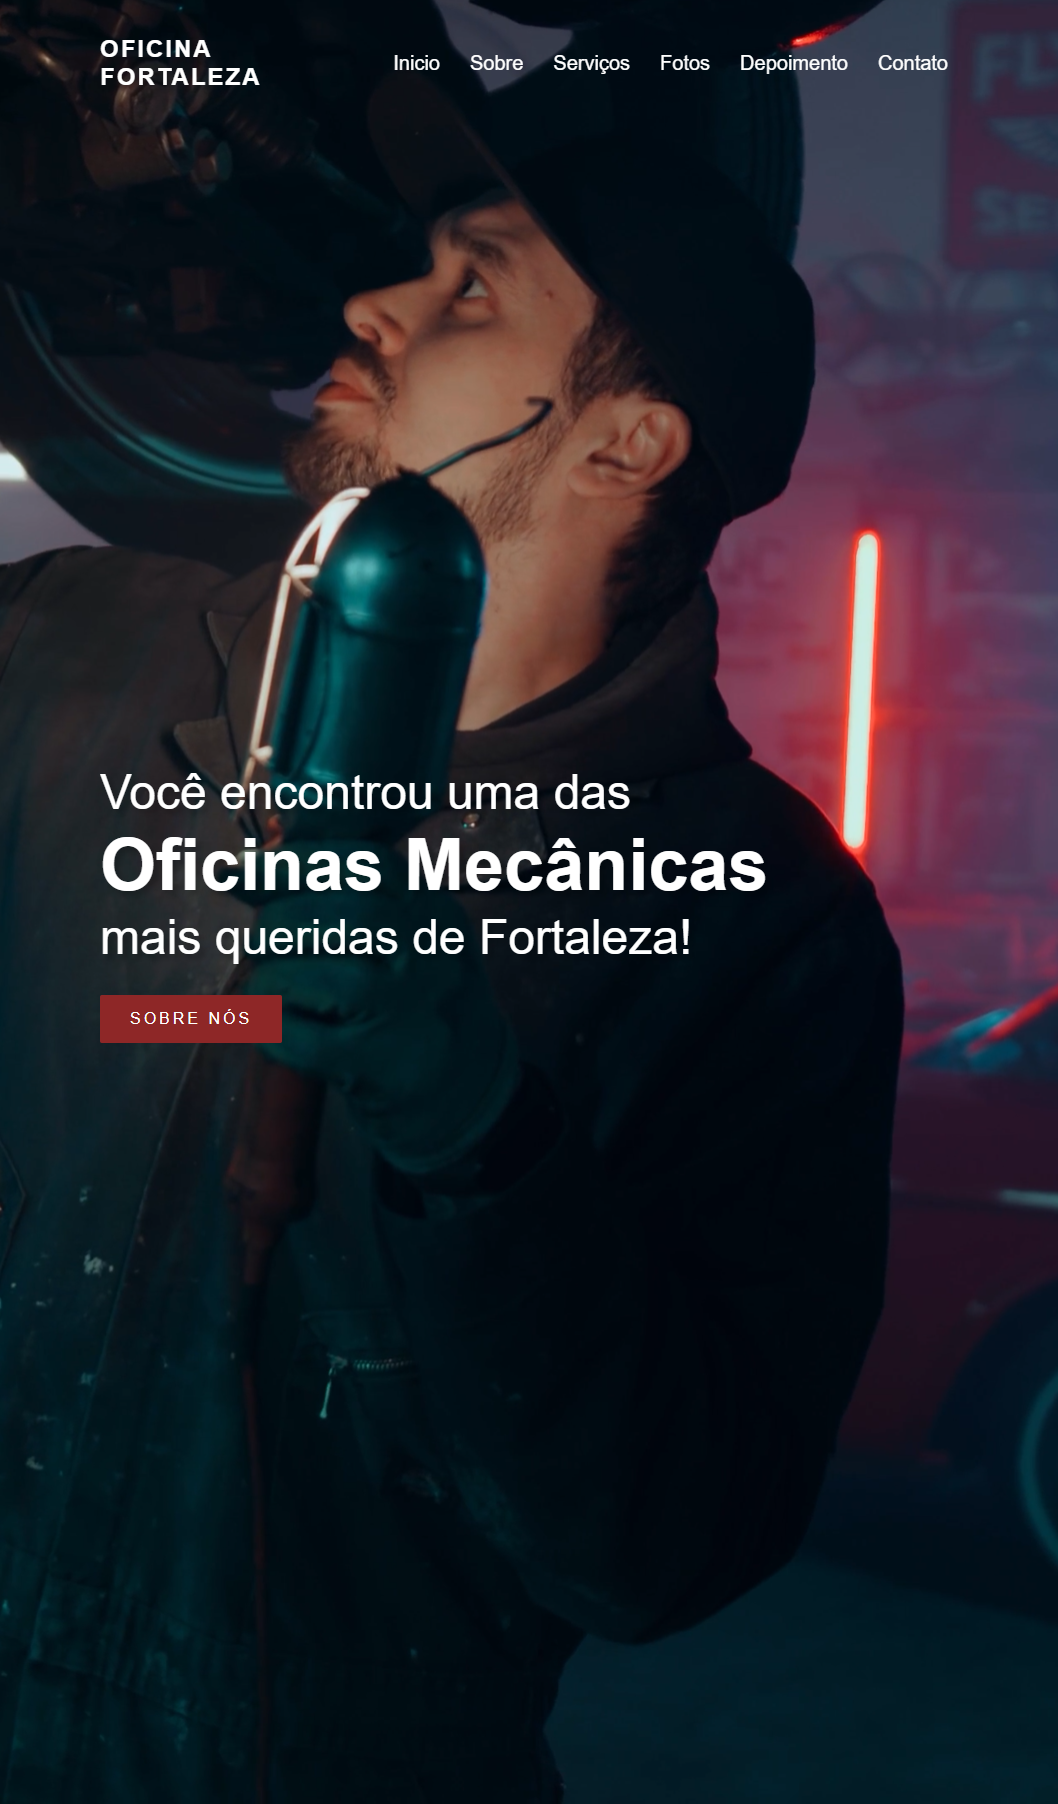 OFICINA
FORTALEZA
Inicio Sobre Serviços Fotos Depoimento Contato
Você encontrou uma das
Oficinas Mecânicas
mais queridas de Fortaleza!
SOBRE NÓS